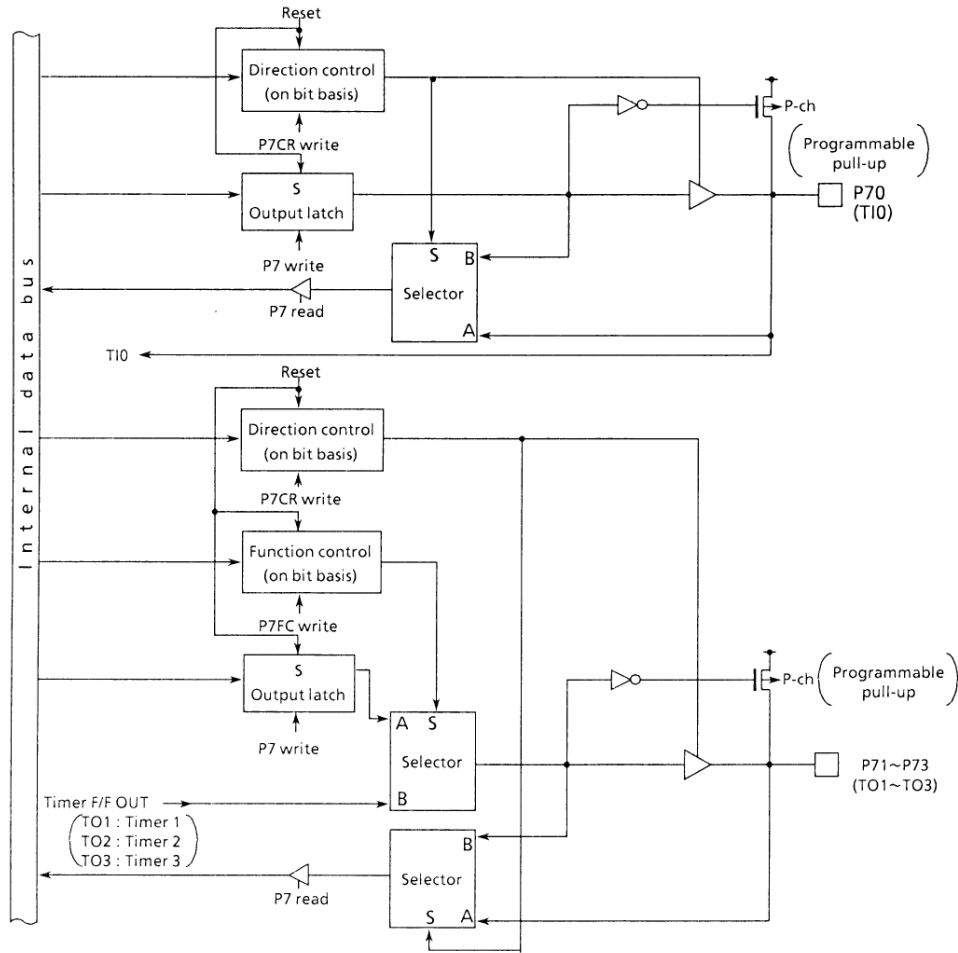 Reset
Direction control
(on bit basis)
P-ch
P7CR write
(Programmable
pull-up)
S
Output latch
P70
(TI0)
P7 write
S B
Selector
P7 read
A
TI0
Internal data bus
Reset
Direction control
(on bit basis)
P7CR write
Function control
(on bit basis)
P7FC write
S
Output latch
P-ch (Programmable
pull-up)
P7 write
A S
Selector
B
P71~P73
(TO1~TO3)
Timer F/F OUT
(TO1 : Timer 1
TO2 : Timer 2
TO3 : Timer 3)
B
Selector
P7 read
S A